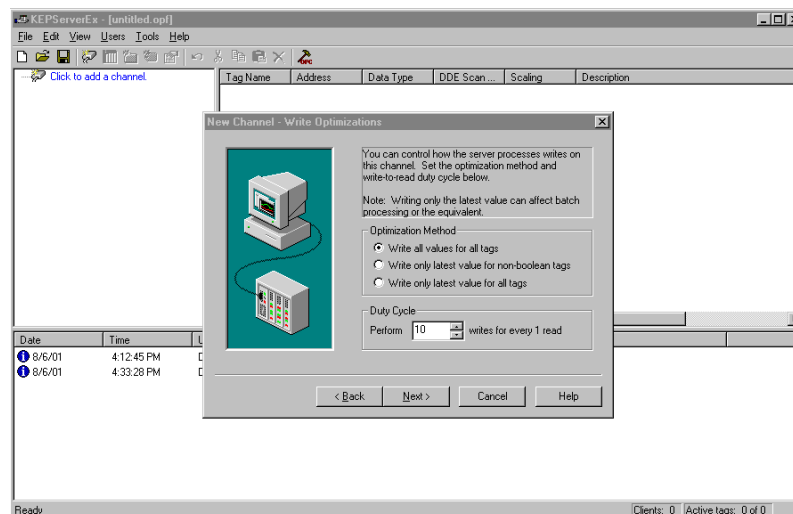 KEPServerEx - [untitled.opf]
File Edit View Users Tools Help
OPC
Click to add a channel.
Tag Name Address Data Type DDE Scan ... Scaling Description
New Channel - Write Optimizations
You can control how the server processes writes on
this channel. Set the optimization method and
write-to-read duty cycle below.
Note: Writing only the latest value can affect batch
processing or the equivalent.
Optimization Method
Write all values for all tags
Write only latest value for non-boolean tags
Write only latest value for all tags
Duty Cycle
Perform 10 writes for every 1 read
< Back Next > Cancel Help
Date Time
8/6/01 4:12:45 PM
8/6/01 4:33:28 PM
Ready Clients: 0 Active tags: 0 of 0